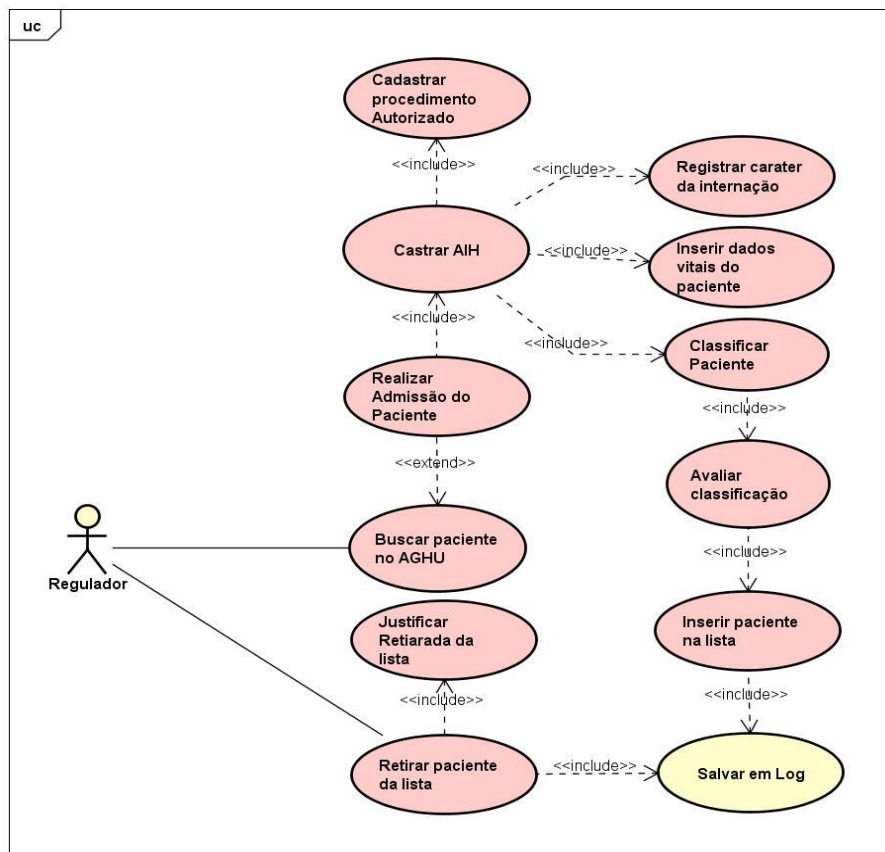 uc
Cadastrar
procedimento
Autorizado
<<include>>
<<include>>
Registrar carater
da internação
Castrar AIH
<<include>>
Inserir dados
vitais do
paciente
<<include>>
<<include>>
Classificar
Paciente
Realizar
Admissão do
Paciente
<<include>>
<<extend>>
Avaliar
classificação
Regulador
Buscar paciente
no AGHU
<<include>>
Justificar
Retiarada da
lista
Inserir paciente
na lista
<<include>>
<<include>>
Retirar paciente
da lista
<<include>>
Salvar em Log